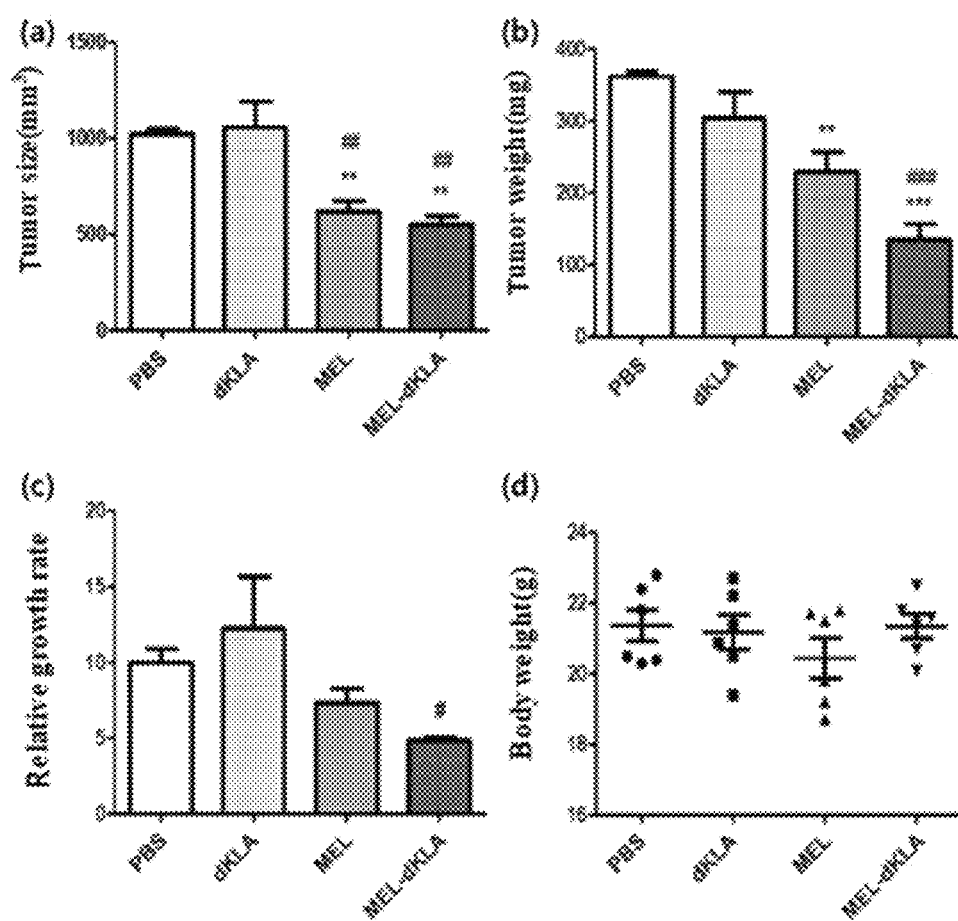 (a)
Tumor size(mm³)
1500
1000
500
0
##
**
##
**
PBS
dKLA
MEL
MEL-dKLA
(b)
Tumor weight(mg)
400
300
200
100
0
**
###
***
PBS
dKLA
MEL
MEL-dKLA
(c)
Relative growth rate
20
15
10
5
0
#
PBS
dKLA
MEL
MEL-dKLA
(d)
Body weight(g)
24
22
20
18
16
PBS
dKLA
MEL
MEL-dKLA